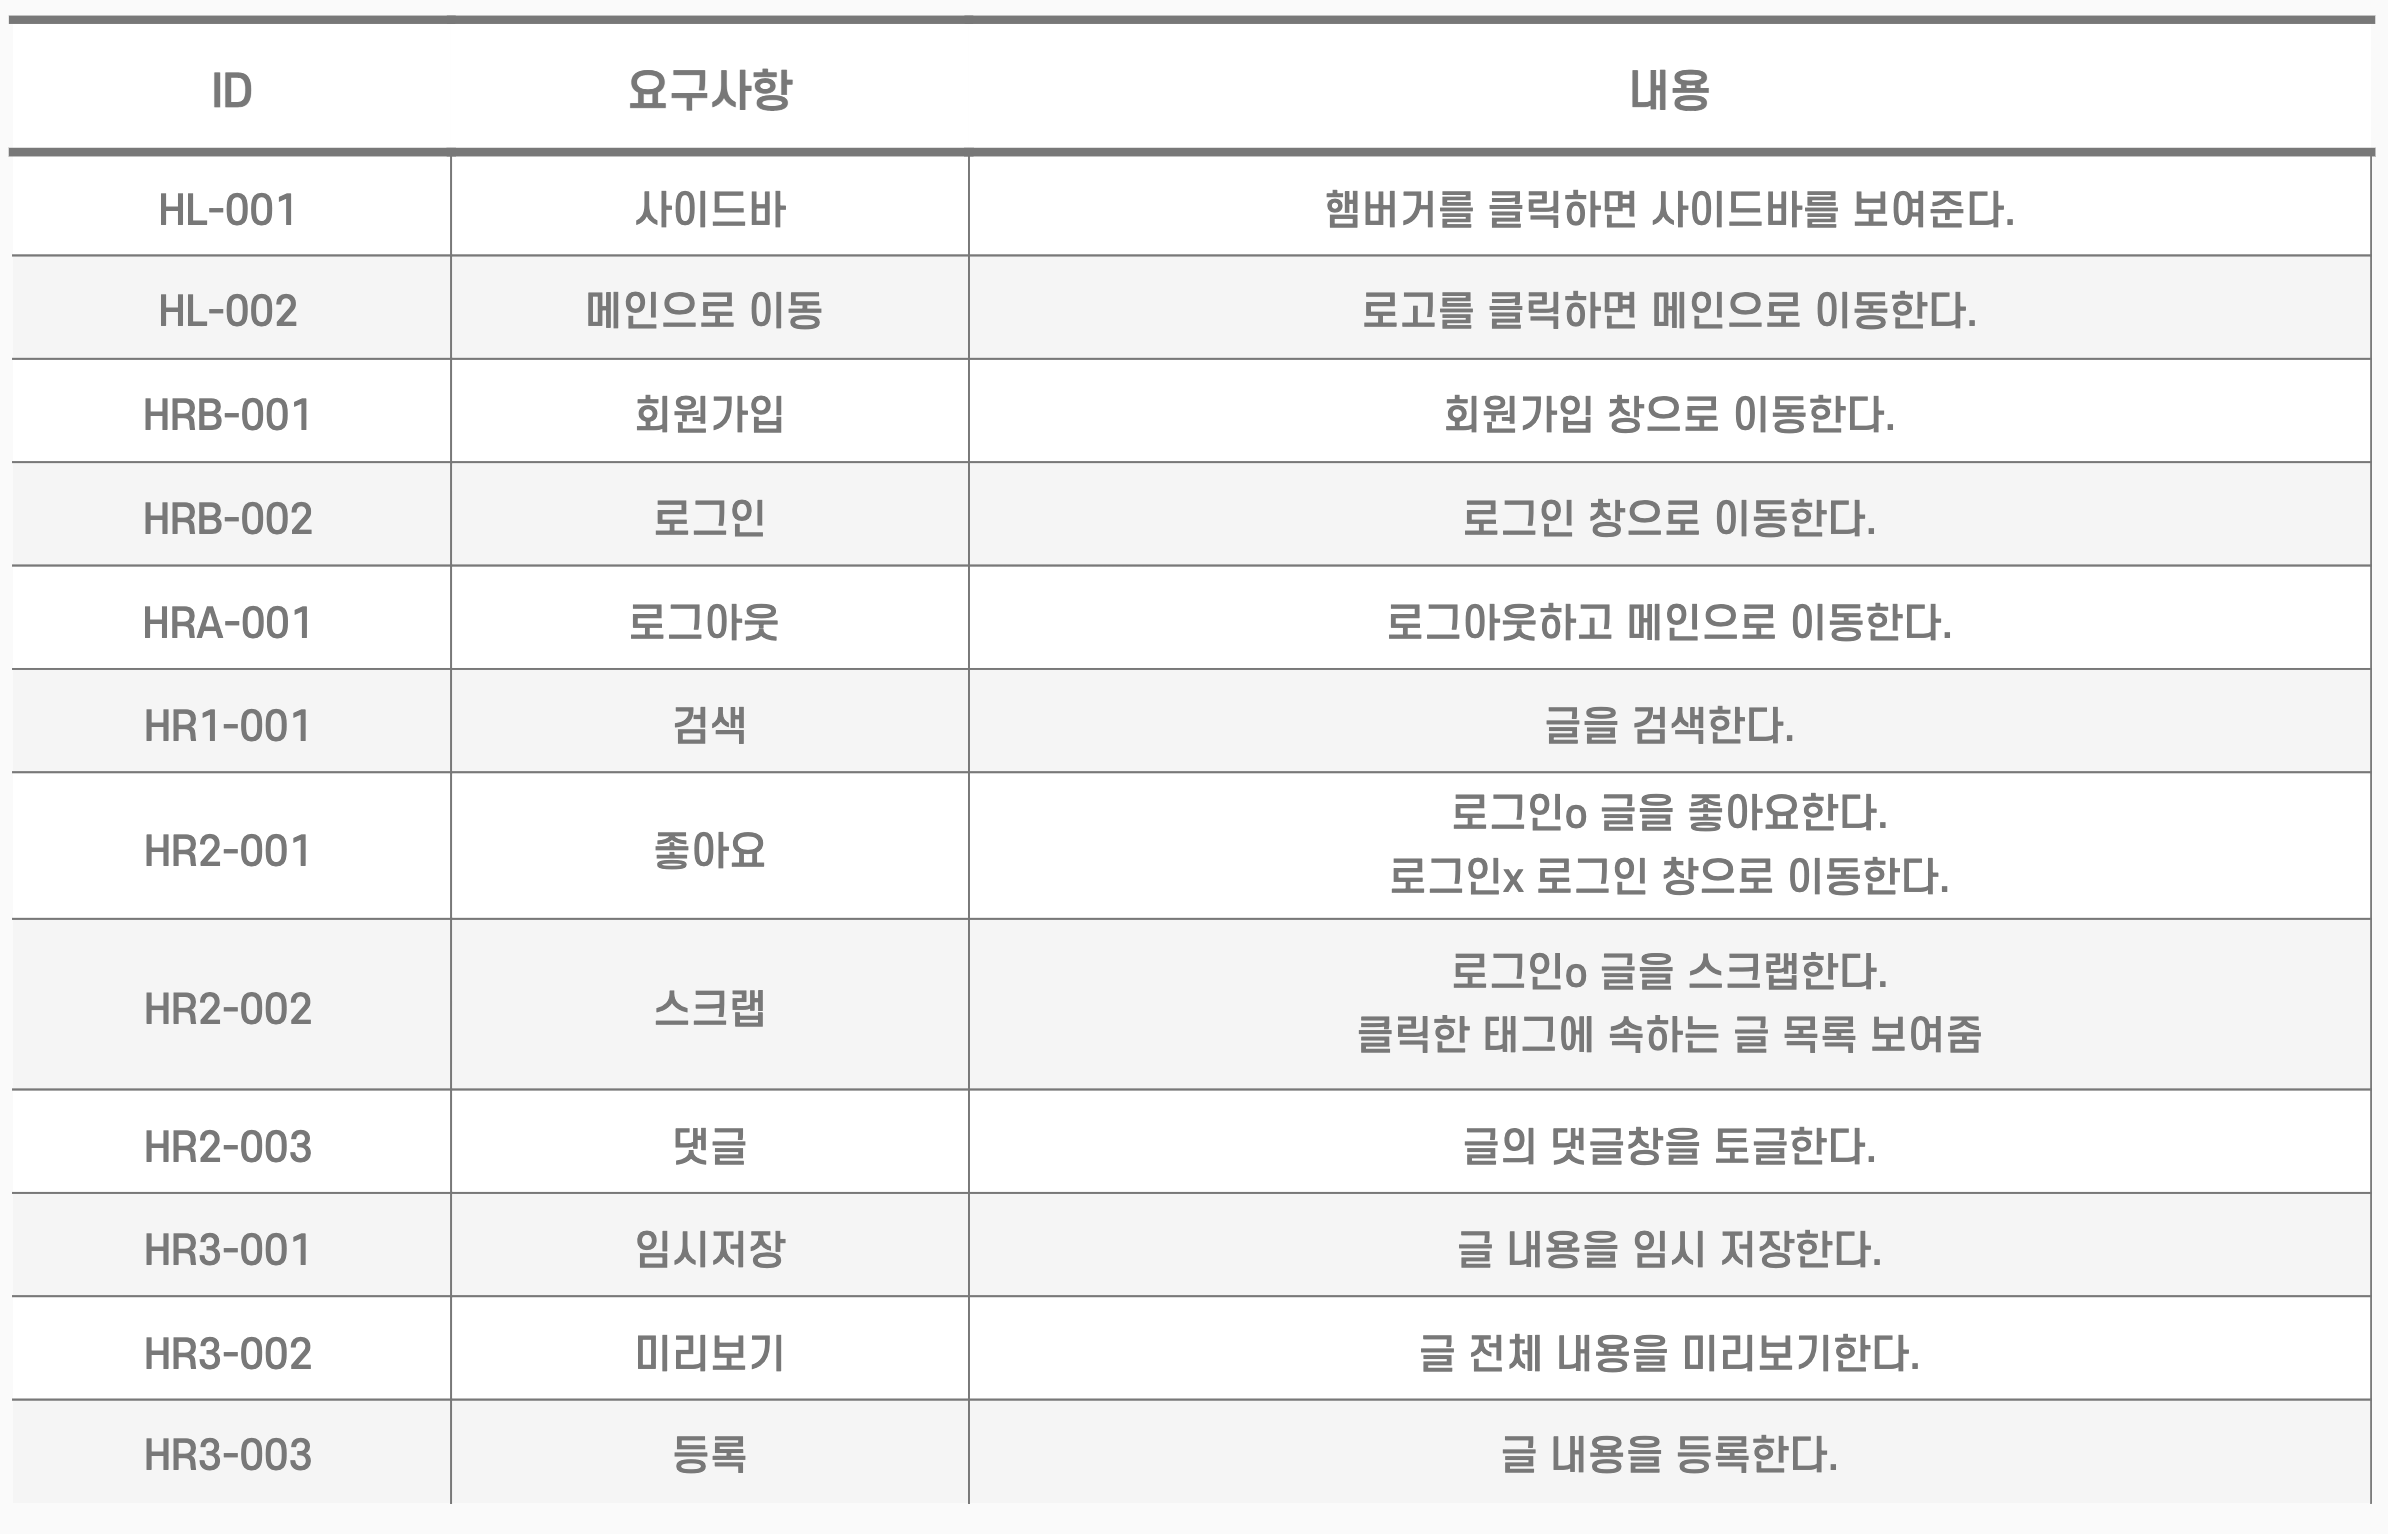 ID 요구사항 내용
HL-001 사이드바 햄버거를 클릭하면 사이드바를 보여준다.
HL-002 메인으로 이동 로고를 클릭하면 메인으로 이동한다.
HRB-001 회원가입 회원가입 창으로 이동한다.
HRB-002 로그인 로그인 창으로 이동한다.
HRA-001 로그아웃 로그아웃하고 메인으로 이동한다.
HR1-001 검색 글을 검색한다.
HR2-001 좋아요 로그인o 글을 좋아요한다.
로그인x 로그인 창으로 이동한다.
HR2-002 스크랩 로그인o 글을 스크랩한다.
클릭한 태그에 속하는 글 목록 보여줌
HR2-003 댓글 글의 댓글창을 토글한다.
HR3-001 임시저장 글 내용을 임시 저장한다.
HR3-002 미리보기 글 전체 내용을 미리보기한다.
HR3-003 등록 글 내용을 등록한다.